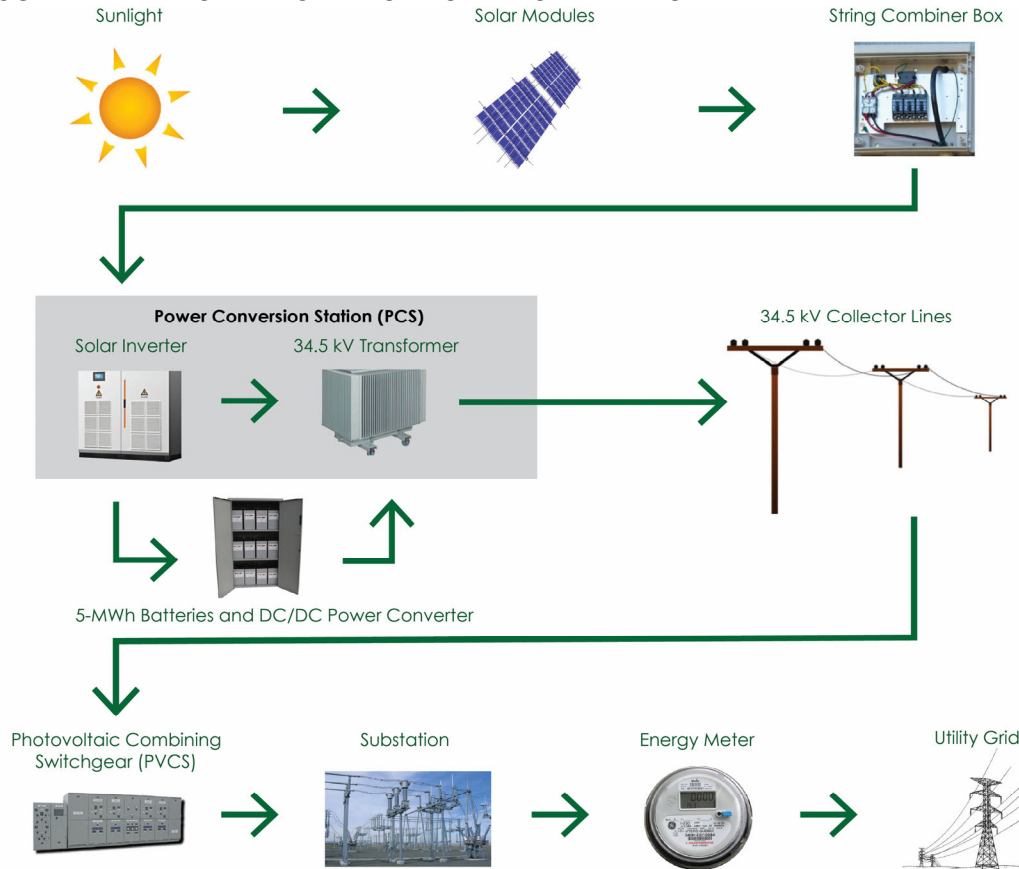 Sunlight
Solar Modules
String Combiner Box
Power Conversion Station (PCS)
Solar Inverter
34.5 kV Transformer
34.5 kV Collector Lines
5-MWh Batteries and DC/DC Power Converter
Photovoltaic Combining
Switchgear (PVCS)
Substation
Energy Meter
Utility Grid